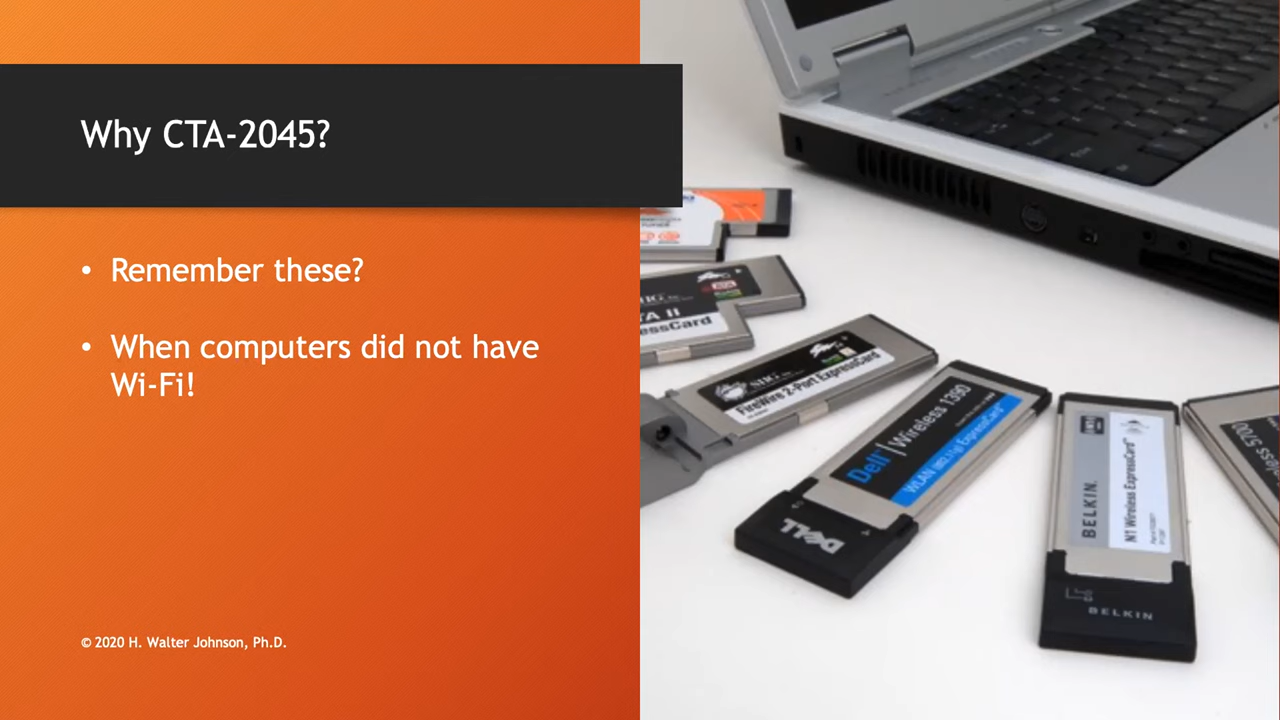 Why CTA-2045?
• Remember these?
• When computers did not have
Wi-Fi!
© 2020 H. Walter Johnson, Ph.D.
FireWire 2-Port ExpressCard
Dell Wireless 1390
WLAN (802.11g) ExpressCard
DELL
BELKIN.
N1 Wireless ExpressCard
BELKIN